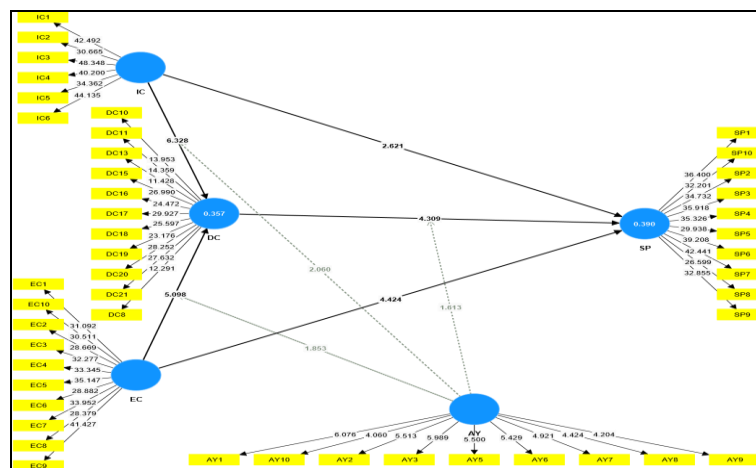 IC1
IC2
IC3
IC4
IC5
IC6
42.492
30.665
48.348
40.200
34.362
44.135
IC
DC10
DC11
DC13
DC15
DC16
DC17
DC18
DC19
DC20
DC21
DC8
13.953
14.359
11.428
26.990
24.472
29.927
25.597
23.176
28.252
27.632
12.291
6.328
0.357
DC
5.098
2.621
4.309
4.424
2.060
1.613
1.853
SP1
SP10
SP2
SP3
SP4
SP5
SP6
SP7
SP8
SP9
36.400
32.201
34.732
35.918
35.326
29.938
39.208
42.441
26.599
32.855
0.390
SP
EC1
EC10
EC2
EC3
EC4
EC5
EC6
EC7
EC8
EC9
31.092
30.511
28.669
32.277
33.345
35.147
28.882
33.952
28.379
41.427
EC
AY
6.076
4.060
5.513
5.989
5.500
5.429
4.921
4.424
4.204
AY1
AY10
AY2
AY3
AY5
AY6
AY7
AY8
AY9